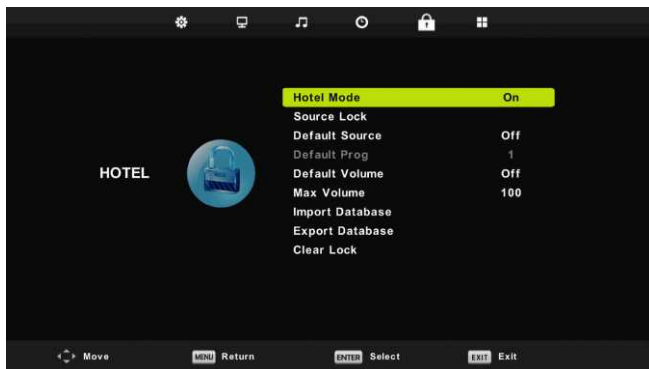 Hotel Mode On
Source Lock
Default Source Off
Default Prog 1
HOTEL
Default Volume Off
Max Volume 100
Import Database
Export Database
Clear Lock
Move MENU Return ENTER Select EXIT Exit